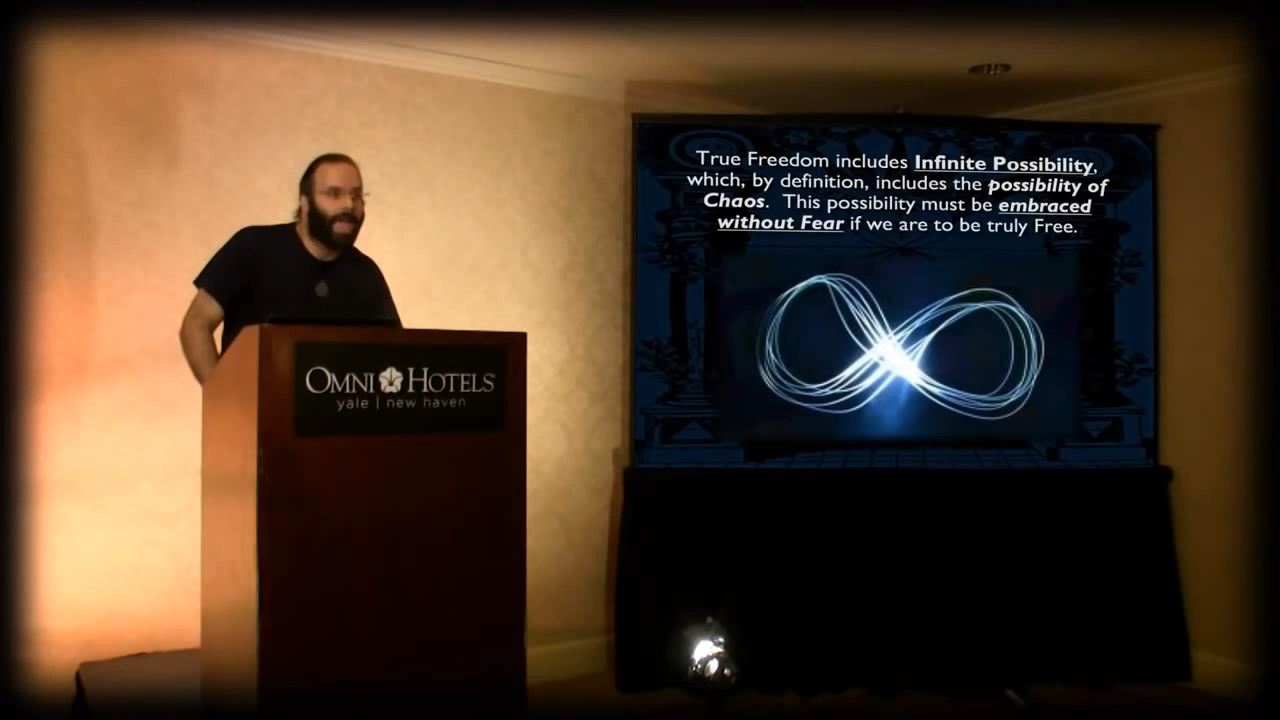 True Freedom includes Infinite Possibility,
which, by definition, includes the possibility of
Chaos. This possibility must be embraced
without Fear if we are to be truly Free.
OMNI HOTELS
yale | new haven